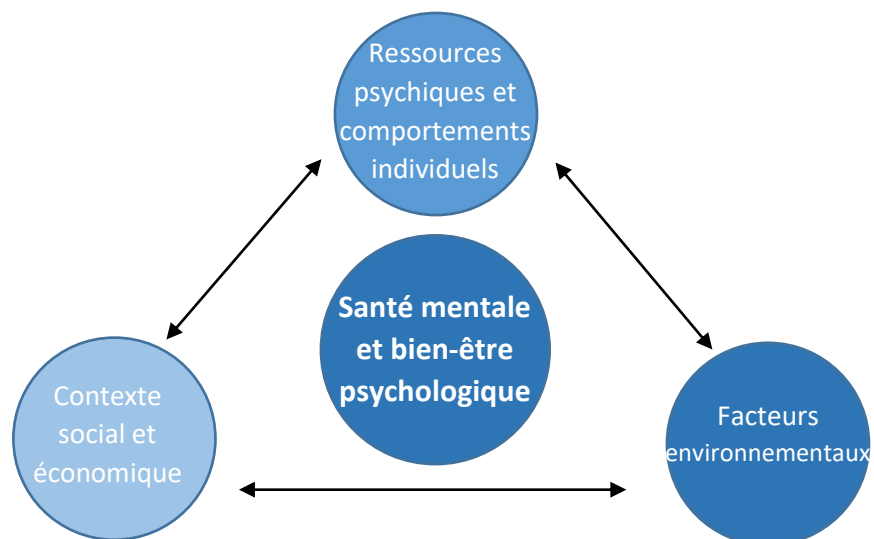 Ressources
psychiques et
comportements
individuels
Santé mentale
et bien-être
psychologique
Contexte
social et
économique
Facteurs
environnementaux